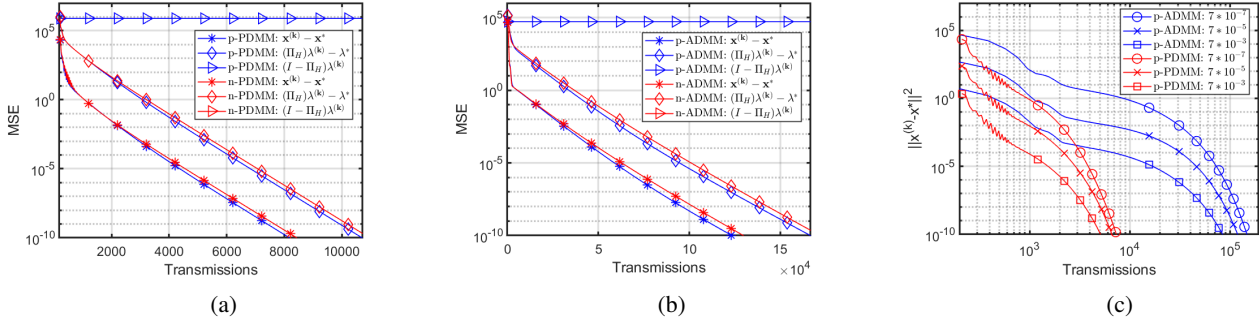 10^5
10^0
10^-5
10^-10
MSE
2000 4000 6000 8000 10000
Transmissions
p-PDMM: x^(k) − x*
p-PDMM: (Π_H)λ^(k) − λ*
p-PDMM: (I − Π_H)λ^(k)
n-PDMM: x^(k) − x*
n-PDMM: (Π_H)λ^(k) − λ*
n-PDMM: (I − Π_H)λ^(k)
(a)
10^5
10^0
10^-5
10^-10
MSE
0 5 10 15
× 10^4
Transmissions
p-ADMM: x^(k) − x*
p-ADMM: (Π_H)λ^(k) − λ*
p-ADMM: (I − Π_H)λ^(k)
n-ADMM: x^(k) − x*
n-ADMM: (Π_H)λ^(k) − λ*
n-ADMM: (I − Π_H)λ^(k)
(b)
10^5
10^0
10^-5
10^-10
||x^(k)-x*||^2
10^3 10^4 10^5
Transmissions
p-ADMM: 7 * 10^-7
p-ADMM: 7 * 10^-5
p-ADMM: 7 * 10^-3
p-PDMM: 7 * 10^-7
p-PDMM: 7 * 10^-5
p-PDMM: 7 * 10^-3
(c)